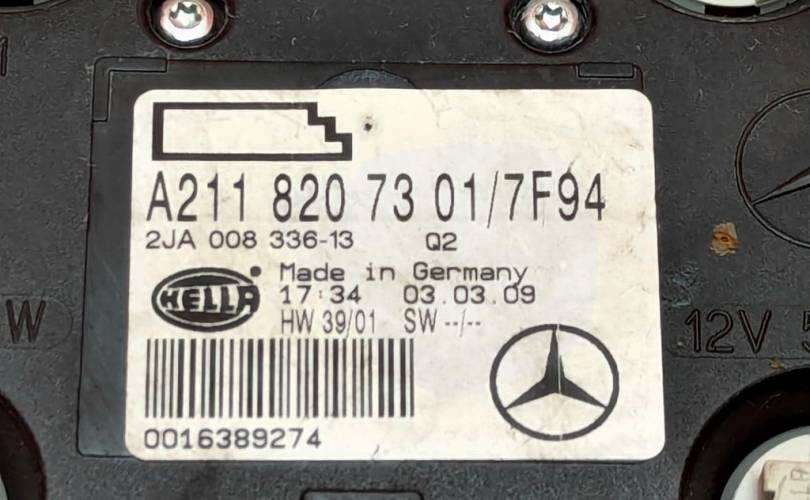 A211 820 73 01/7F94
2JA 008 336-13 Q2
HELLA
Made in Germany
17:34 03.03.09
HW 39/01 SW --/--
W
12V 5
0016389274